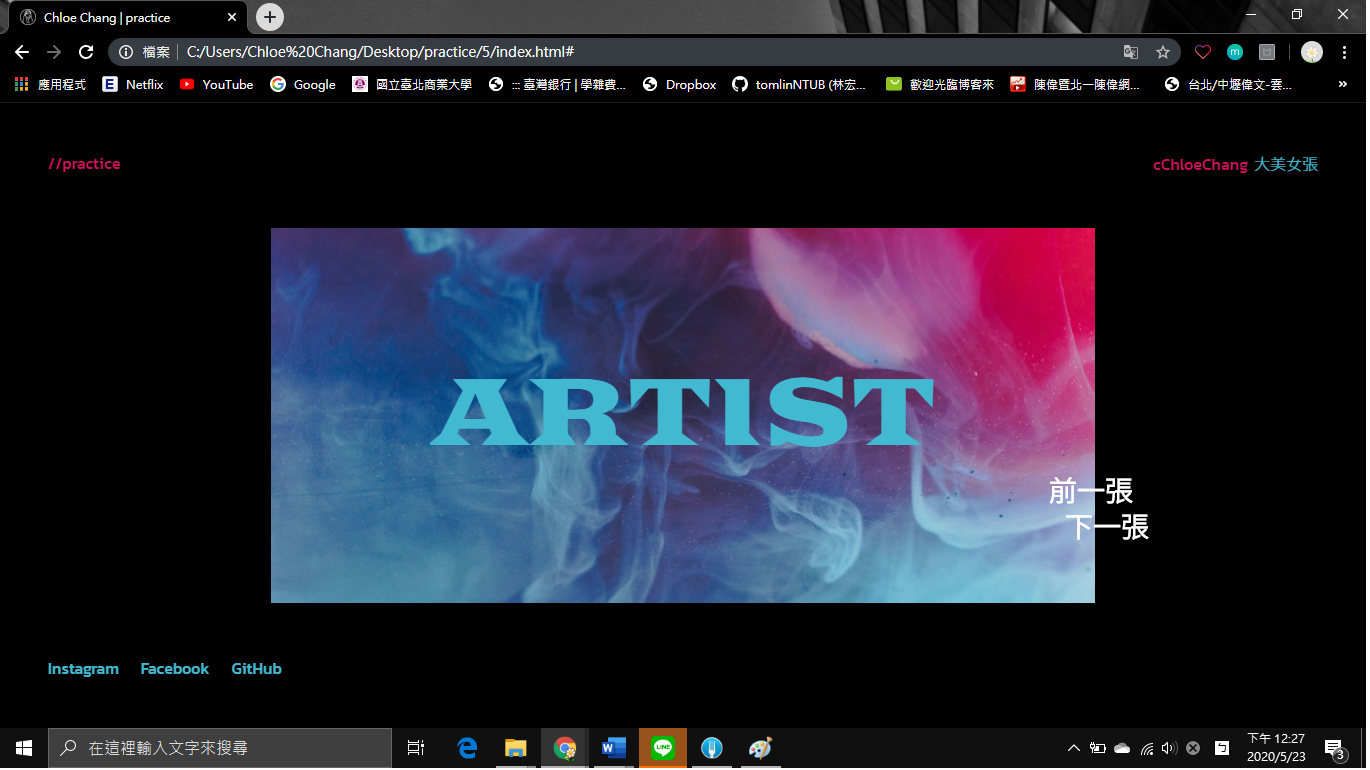 Chloe Chang | practice
檔案 C:/Users/Chloe%20Chang/Desktop/practice/5/index.html#
應用程式 Netflix YouTube Google 國立臺北商業大學 ::: 臺灣銀行 | 學雜費... Dropbox tomlinNTUB (林宏... 歡迎光臨博客來 陳偉暨北一陳偉網... 台北/中壢偉文-雲... »
//practice cChloeChang 大美女張
ARTIST
前一張
下一張
Instagram Facebook GitHub
在這裡輸入文字來搜尋
下午 12:27
2020/5/23
3